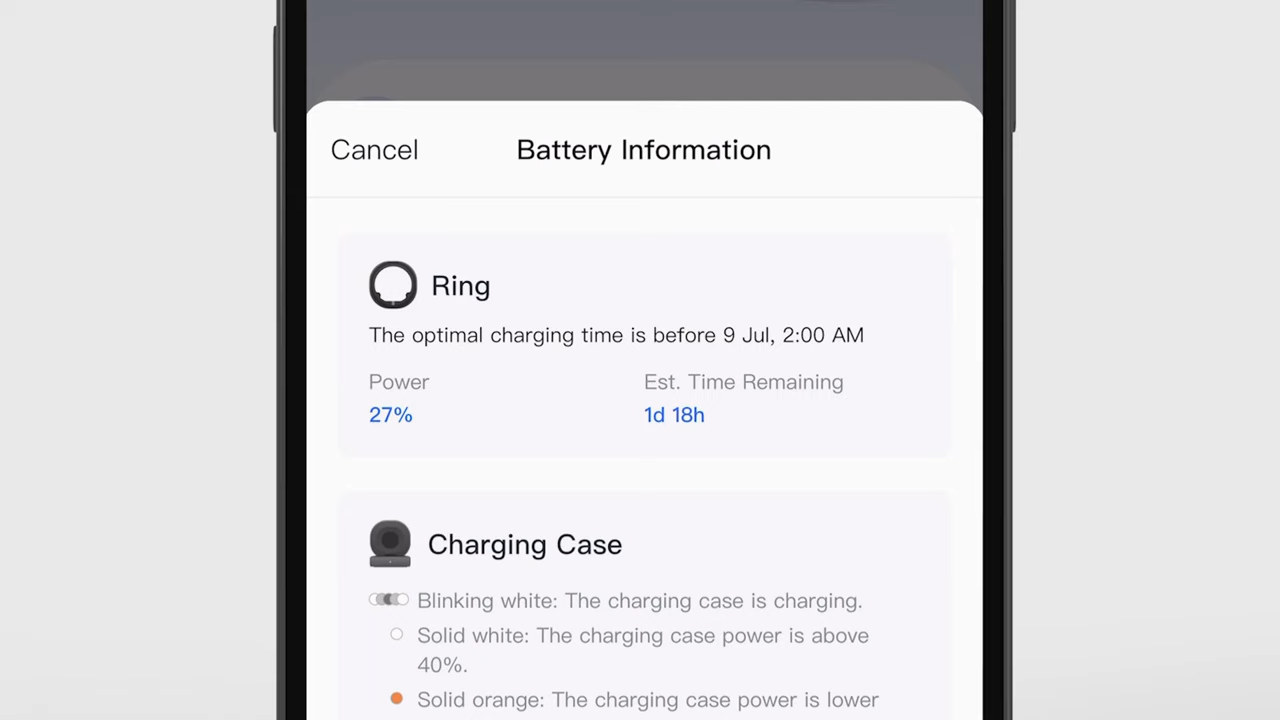 Cancel
Battery Information
Ring
The optimal charging time is before 9 Jul, 2:00 AM
Power
Est. Time Remaining
27%
1d 18h
Charging Case
Blinking white: The charging case is charging.
Solid white: The charging case power is above
40%.
Solid orange: The charging case power is lower